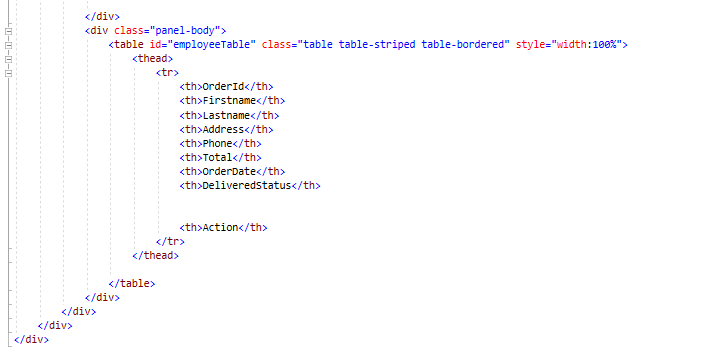 </div>
<div class="panel-body">
<table id="employeeTable" class="table table-striped table-bordered" style="width:100%">
<thead>
<tr>
<th>OrderId</th>
<th>Firstname</th>
<th>Lastname</th>
<th>Address</th>
<th>Phone</th>
<th>Total</th>
<th>OrderDate</th>
<th>DeliveredStatus</th>
<th>Action</th>
</tr>
</thead>
</table>
</div>
</div>
</div>
</div>